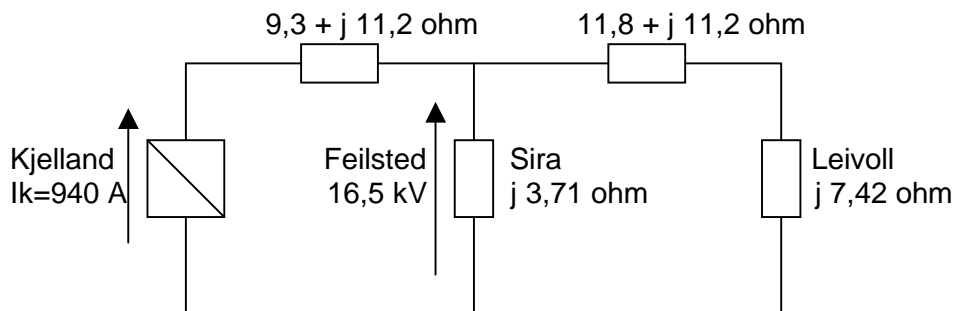 9,3 + j 11,2 ohm
11,8 + j 11,2 ohm
Kjelland
Ik=940 A
Feilsted
16,5 kV
Sira
j 3,71 ohm
Leivoll
j 7,42 ohm